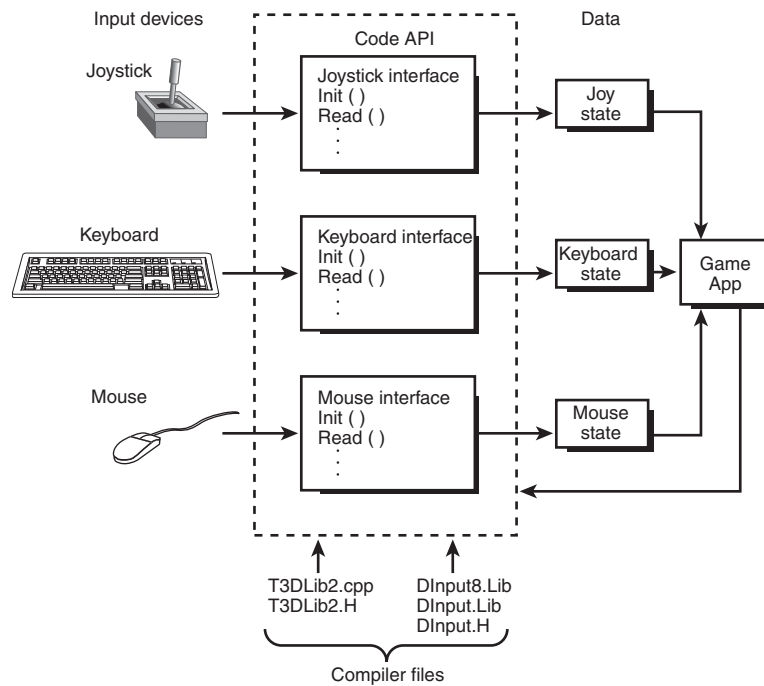 Input devices
Data
Code API
Joystick
Joystick interface
Init ( )
Read ( )
Joy
state
Keyboard
Keyboard interface
Init ( )
Read ( )
Keyboard
state
Game
App
Mouse
Mouse interface
Init ( )
Read ( )
Mouse
state
T3DLib2.cpp
T3DLib2.H
DInput8.Lib
DInput.Lib
DInput.H
Compiler files